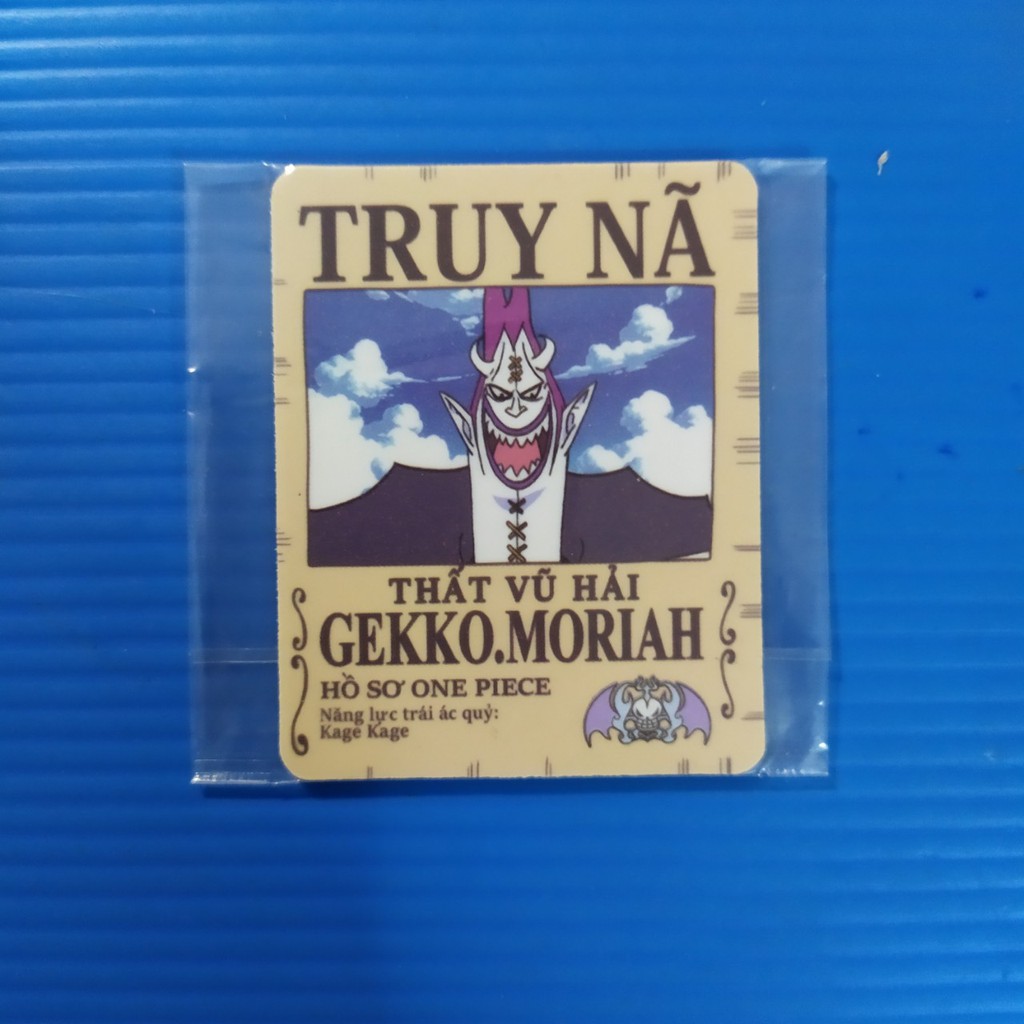 TRUY NÃ
THẤT VŨ HẢI
GEKKO.MORIAH
HỒ SƠ ONE PIECE
Năng lực trái ác quỷ:
Kage Kage